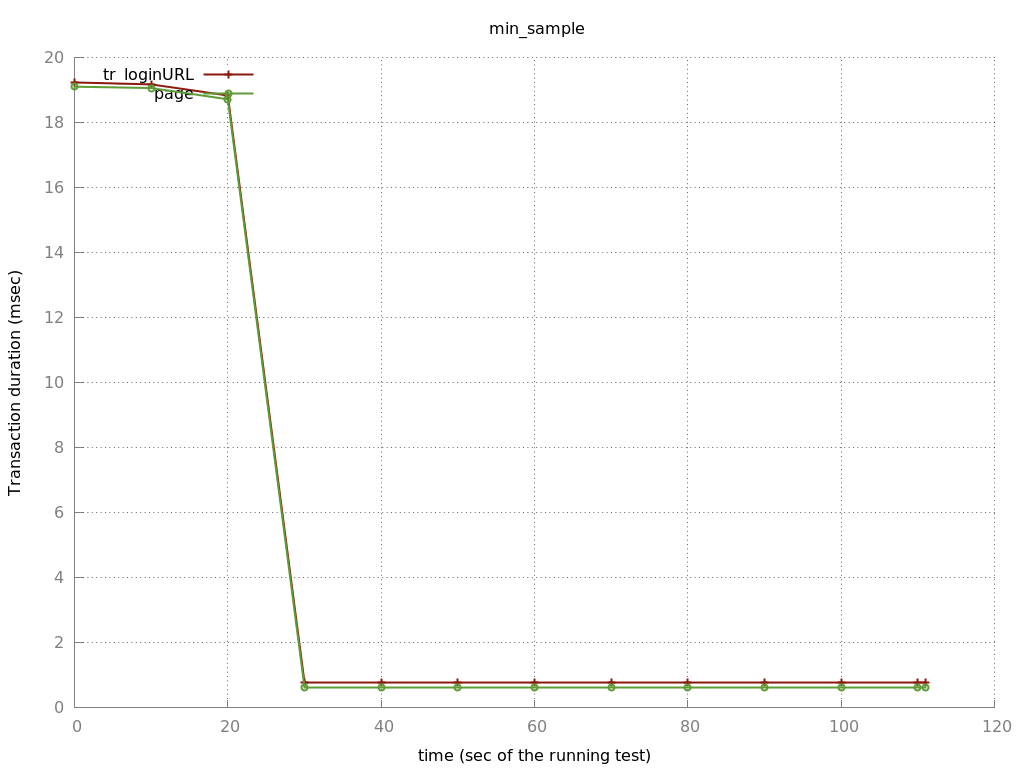 min_sample
20
18
16
14
12
10
8
6
4
2
0
tr_loginURL
page
Transaction duration (msec)
0 20 40 60 80 100 120
time (sec of the running test)